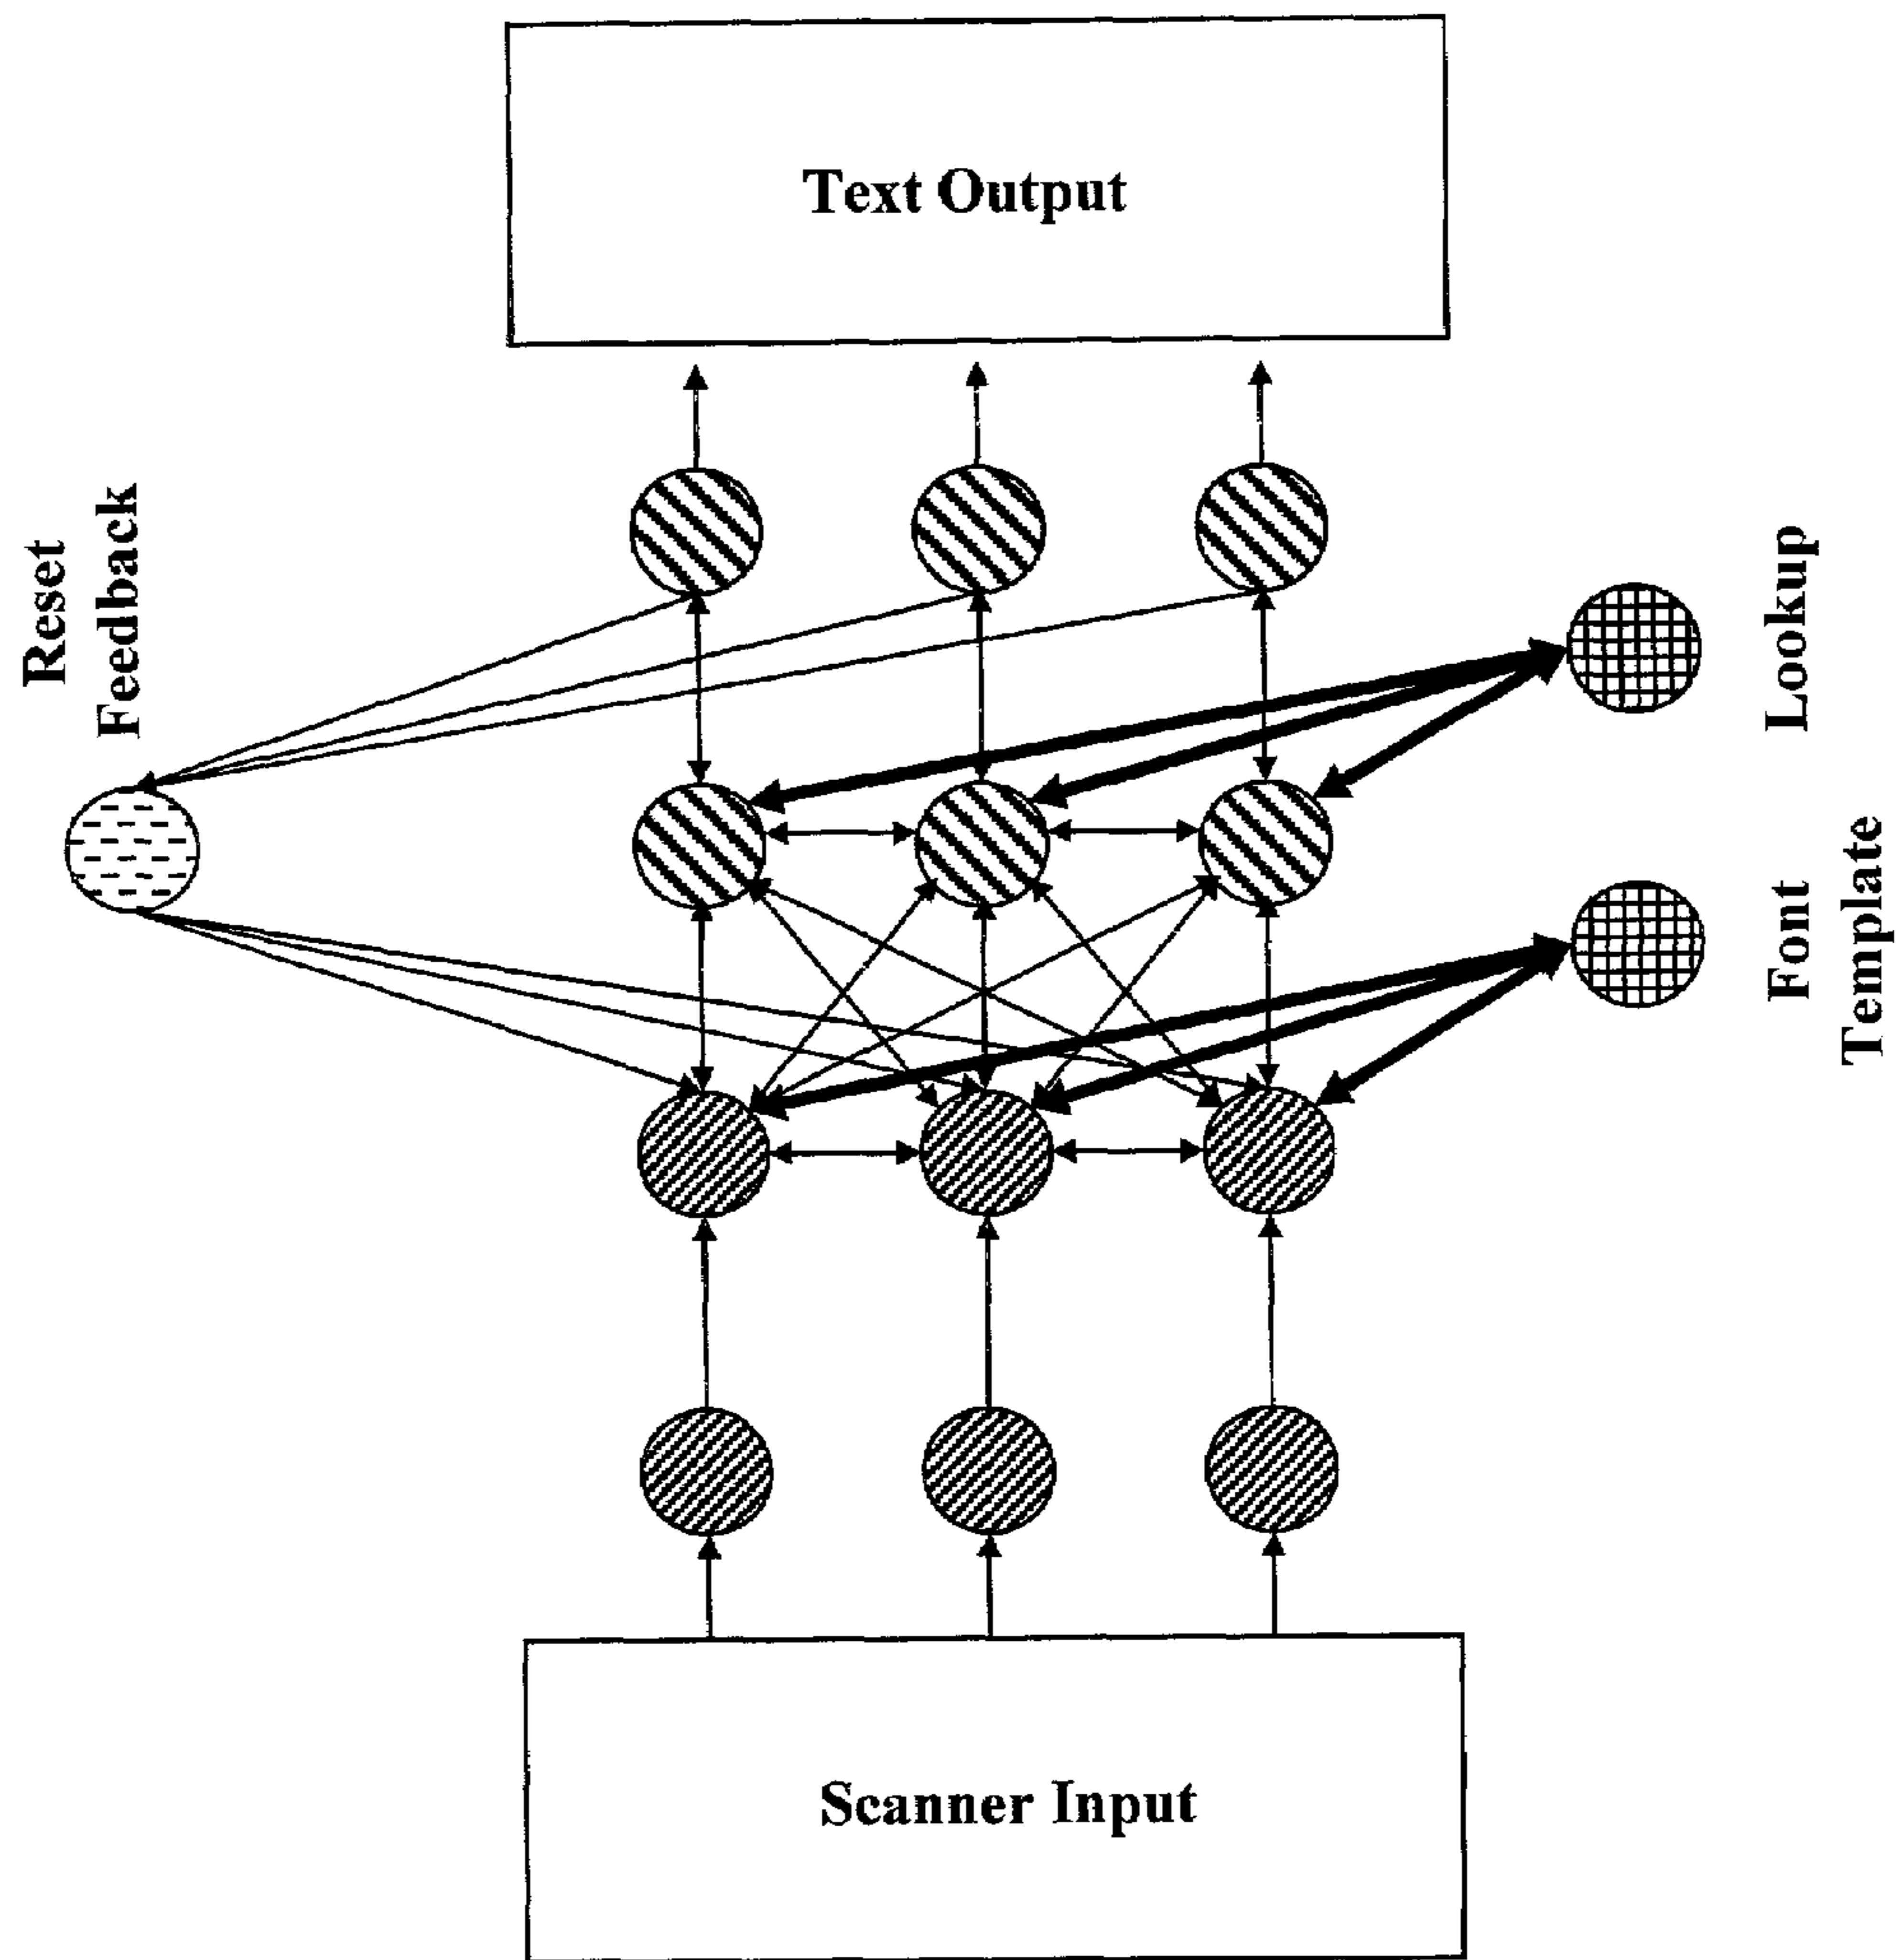 Text Output
Reset
Feedback
Lookup
Font
Template
Scanner Input